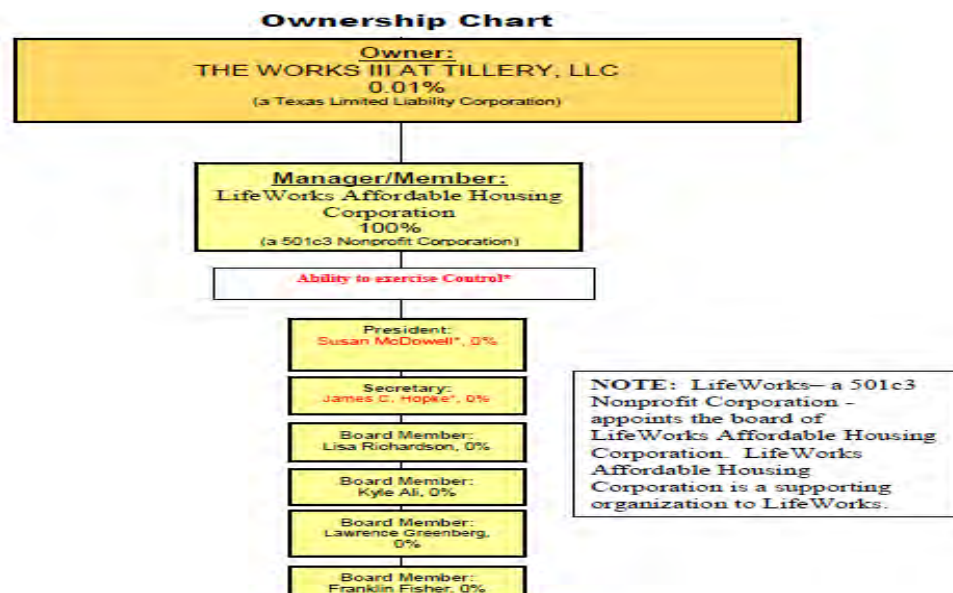 Ownership Chart
Owner:
THE WORKS III AT TILLERY, LLC
0.01%
(a Texas Limited Liability Corporation)
Manager/Member:
LifeWorks Affordable Housing
Corporation
100%
(a 501c3 Nonprofit Corporation)
Ability to exercise Control*
President:
Susan McDowell*, 0%
Secretary:
James C. Hopke*, 0%
Board Member:
Lisa Richardson, 0%
Board Member:
Kyle Ali, 0%
Board Member:
Lawrence Greenberg,
0%
Board Member:
Franklin Fisher, 0%
NOTE: LifeWorks– a 501c3
Nonprofit Corporation -
appoints the board of
LifeWorks Affordable Housing
Corporation. LifeWorks
Affordable Housing
Corporation is a supporting
organization to LifeWorks.